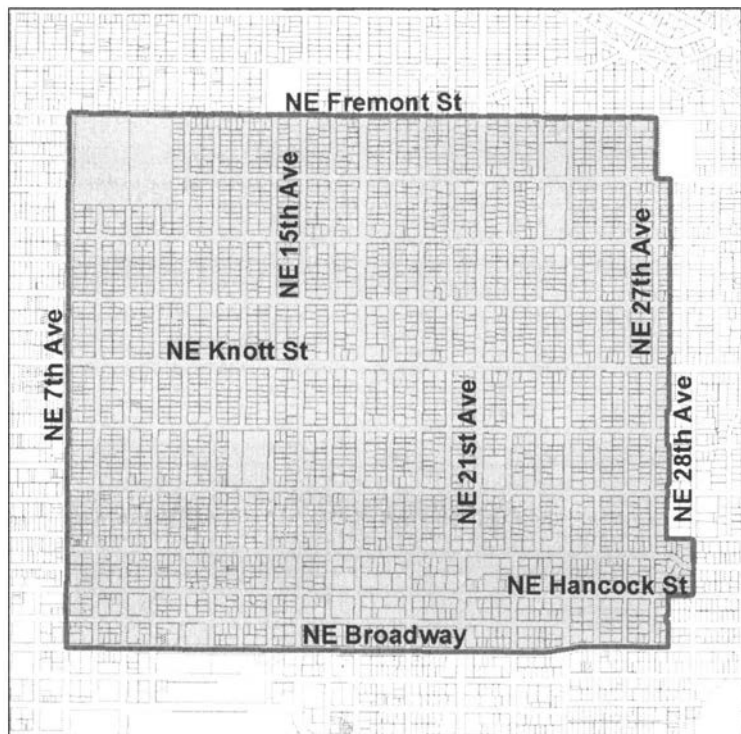 NE Fremont St
NE 15th Ave
NE 27th Ave
NE Knott St
NE 7th Ave
NE 21st Ave
NE 28th Ave
NE Hancock St
NE Broadway